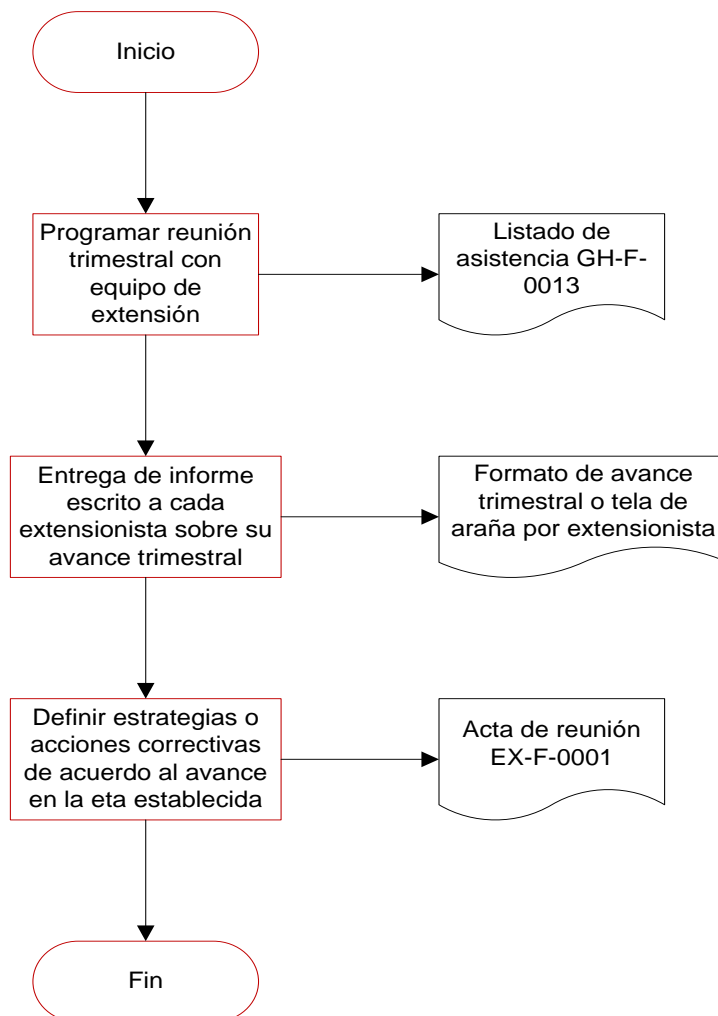 Inicio
Programar reunión
trimestral con
equipo de
extensión
Listado de
asistencia GH-F-
0013
Entrega de informe
escrito a cada
extensionista sobre su
avance trimestral
Formato de avance
trimestral o tela de
araña por extensionista
Definir estrategias o
acciones correctivas
de acuerdo al avance
en la eta establecida
Acta de reunión
EX-F-0001
Fin